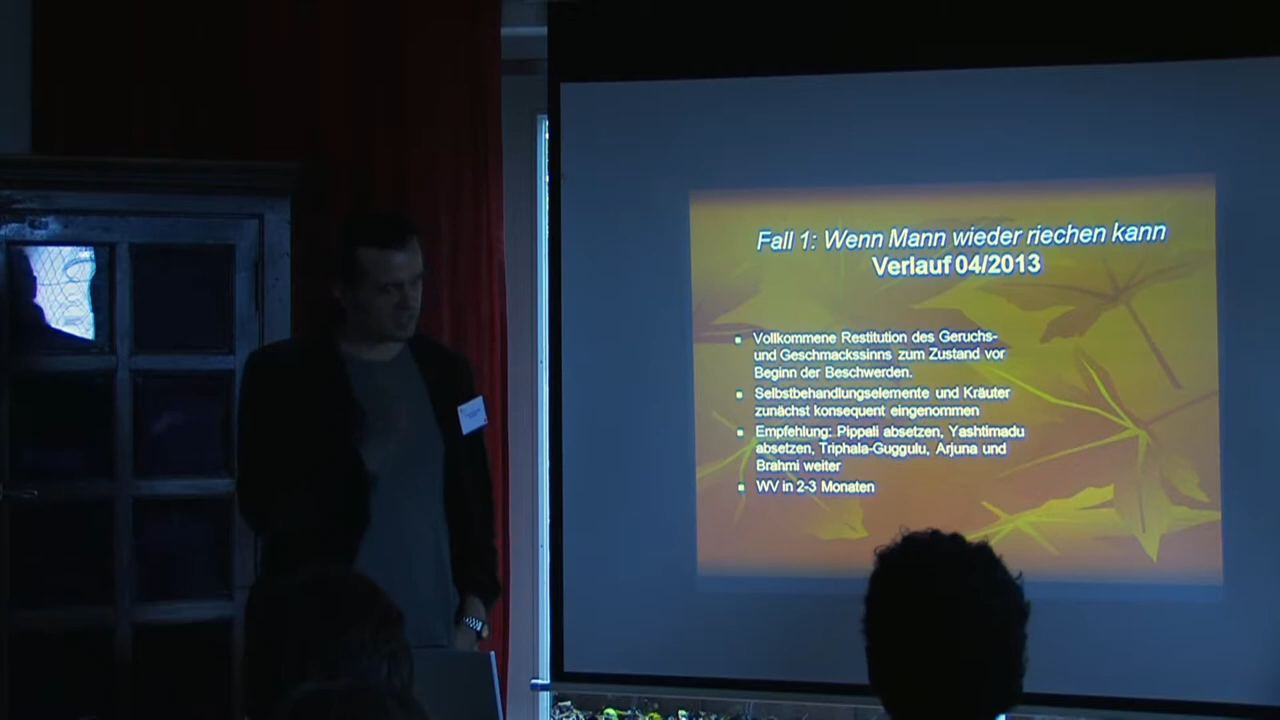 Fall 1: Wenn Mann wieder riechen kann
Verlauf 04/2013
Vollkommene Restitution des Geruchs-
und Geschmackssinns zum Zustand vor
Beginn der Beschwerden.
Selbstbehandlungselemente und Kräuter
zunächst konsequent eingenommen
Empfehlung: Pippali absetzen, Yashtimadu
absetzen, Triphala-Guggulu, Arjuna und
Brahmi weiter
WV in 2-3 Monaten